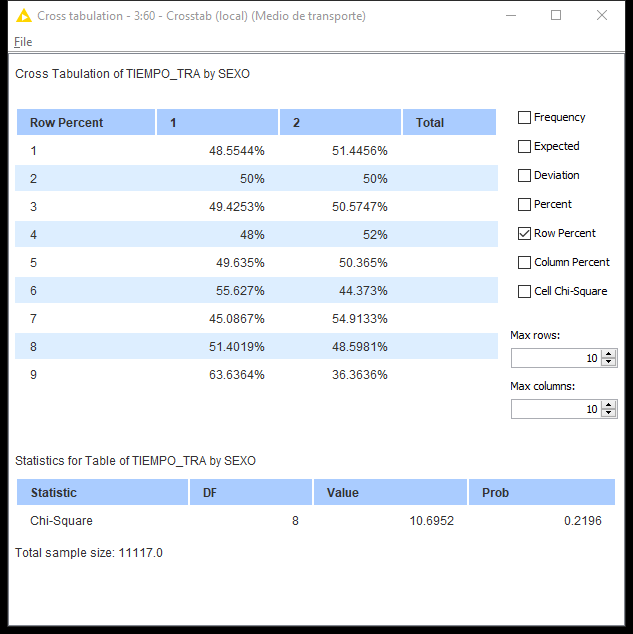 Cross tabulation - 3:60 - Crosstab (local) (Medio de transporte)
File
Cross Tabulation of TIEMPO_TRA by SEXO
Row Percent 1 2 Total
1 48.5544% 51.4456%
2 50% 50%
3 49.4253% 50.5747%
4 48% 52%
5 49.635% 50.365%
6 55.627% 44.373%
7 45.0867% 54.9133%
8 51.4019% 48.5981%
9 63.6364% 36.3636%
Frequency
Expected
Deviation
Percent
Row Percent
Column Percent
Cell Chi-Square
Max rows:
10
Max columns:
10
Statistics for Table of TIEMPO_TRA by SEXO
Statistic DF Value Prob
Chi-Square 8 10.6952 0.2196
Total sample size: 11117.0